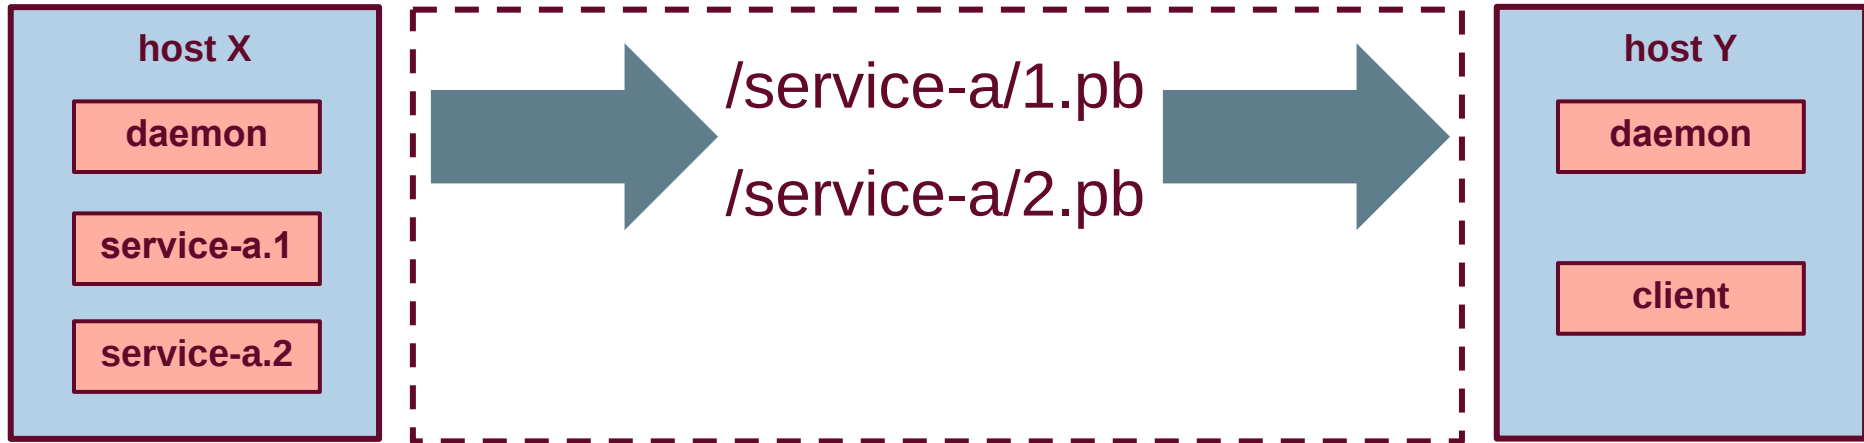 host X
daemon
service-a.1
service-a.2
/service-a/1.pb
/service-a/2.pb
host Y
daemon
client